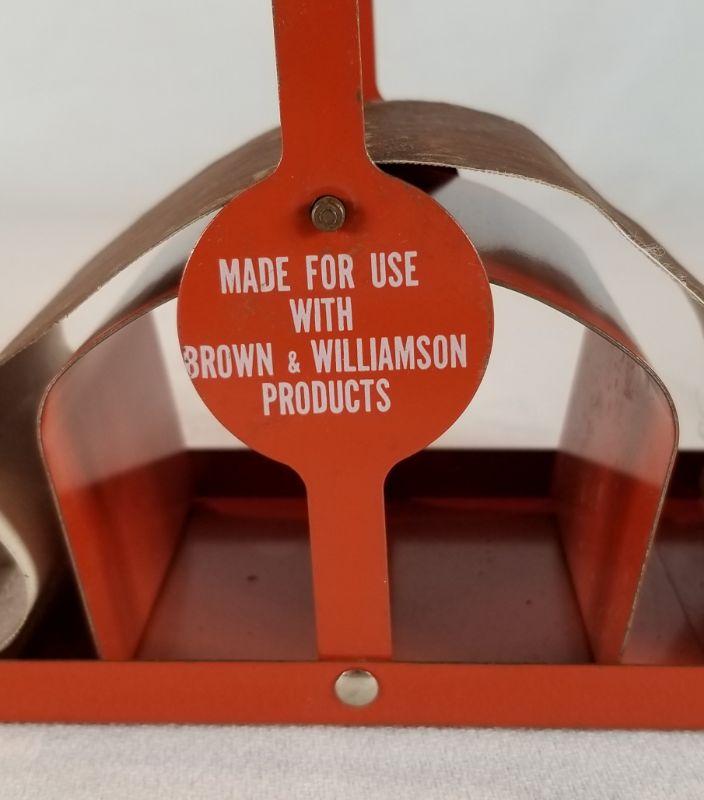 MADE FOR USE
WITH
BROWN & WILLIAMSON
PRODUCTS